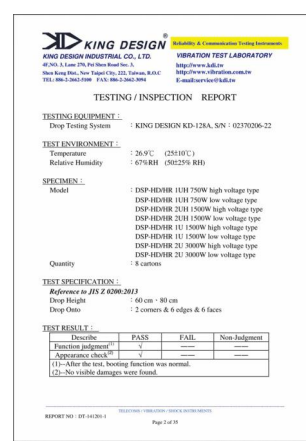 KING DESIGN®
Reliability & Communication Testing Instruments
KING DESIGN INDUSTRIAL CO., LTD.
VIBRATION TEST LABORATORY
4F,NO. 3, Lane 270, Pei Shen Road Sec. 3,
http://www.kdi.tw
Shen Keng Dist., New Taipei City, 222, Taiwan, R.O.C
http://www.vibration.com.tw
TEL: 886-2-2662-5100 FAX: 886-2-2662-3094
E-mail:service@kdi.tw
TESTING / INSPECTION REPORT
TESTING EQUIPMENT：
Drop Testing System ：KING DESIGN KD-128A, S/N：02370206-22
TEST ENVIRONMENT：
Temperature ：26.9℃ (25±10℃)
Relative Humidity ：67%RH (50±25% RH)
SPECIMEN：
Model ：DSP-HD/HR 1UH 750W high voltage type
DSP-HD/HR 1UH 750W low voltage type
DSP-HD/HR 2UH 1500W high voltage type
DSP-HD/HR 2UH 1500W low voltage type
DSP-HD/HR 1U 1500W high voltage type
DSP-HD/HR 1U 1500W low voltage type
DSP-HD/HR 2U 3000W high voltage type
DSP-HD/HR 2U 3000W low voltage type
Quantity ：8 cartons
TEST SPECIFICATION：
Reference to JIS Z 0200:2013
Drop Height ：60 cm、80 cm
Drop Onto ：2 corners & 6 edges & 6 faces
TEST RESULT：
Describe PASS FAIL Non-Judgment
Function judgment(1) √ —— ——
Appearance check(2) √ —— ——
(1)--After the test, booting function was normal.
(2)--No visible damages were found.
REPORT NO：DT-141201-1
Page 2 of 35